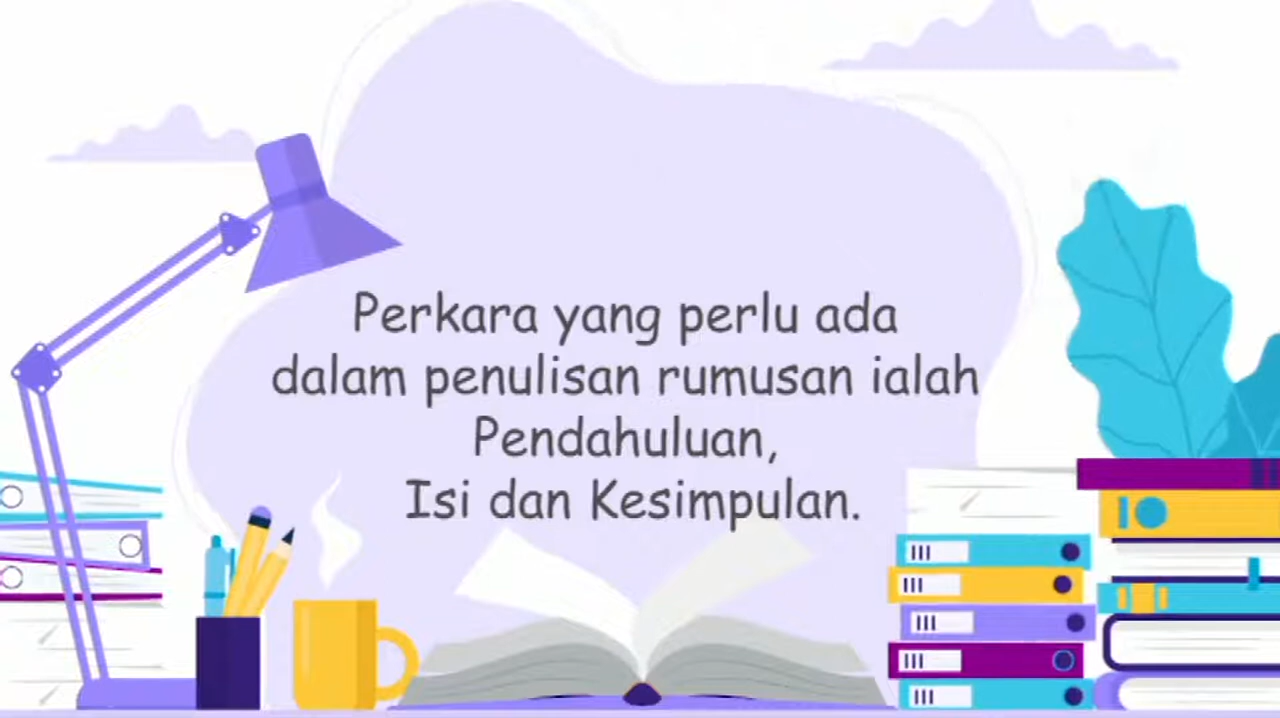 Perkara yang perlu ada
dalam penulisan rumusan ialah
Pendahuluan,
Isi dan Kesimpulan.